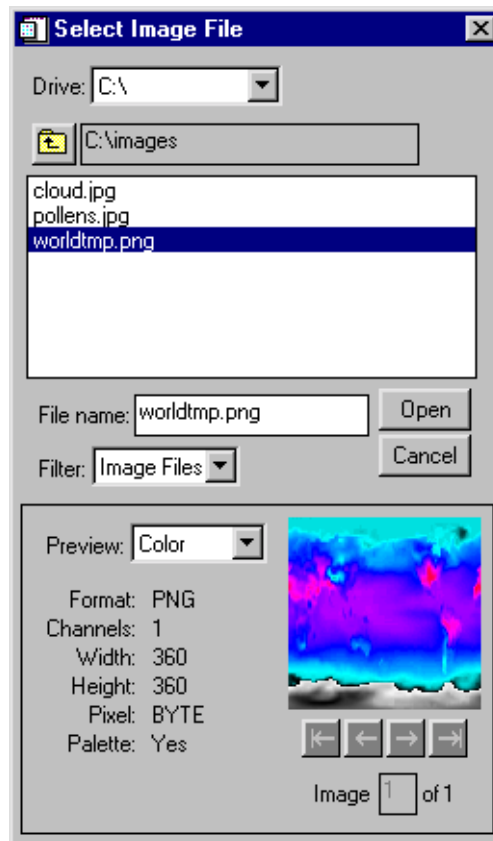 Select Image File
Drive: C:\
C:\images
cloud.jpg
pollens.jpg
worldtmp.png
File name: worldtmp.png
Open
Filter: Image Files
Cancel
Preview: Color
Format: PNG
Channels: 1
Width: 360
Height: 360
Pixel: BYTE
Palette: Yes
Image 1 of 1